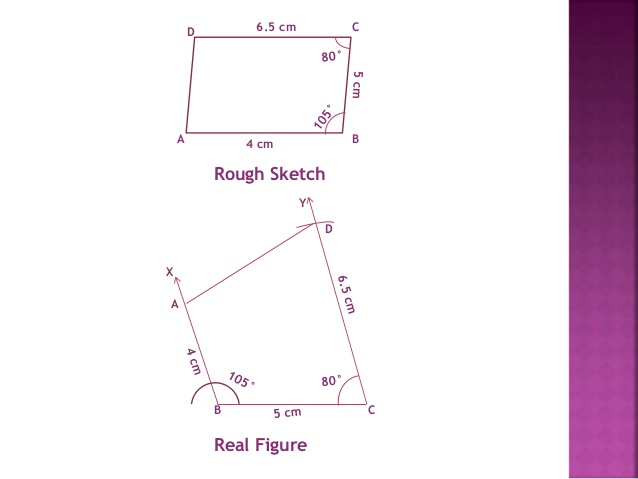 D 6.5 cm C
80°
5 cm
105°
A 4 cm B
Rough Sketch
Y
D
X
A
6.5 cm
4 cm
105° 80°
B 5 cm C
Real Figure